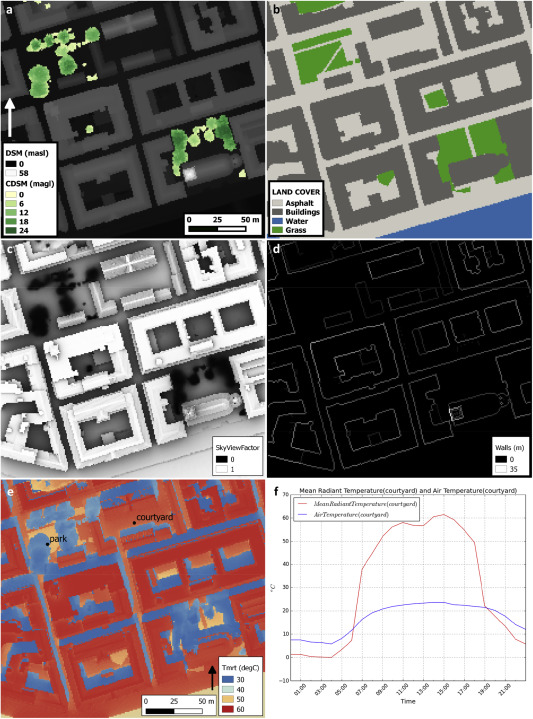 a
DSM (masl)
0
58
CDSM (magl)
0
6
12
18
24
0 25 50 m
b
LAND COVER
Asphalt
Buildings
Water
Grass
c
SkyViewFactor
0
1
d
Walls (m)
0
35
e
courtyard
park
Tmrt (degC)
30
40
50
60
0 25 50 m
f
Mean Radiant Temperature(courtyard) and Air Temperature(courtyard)
MeanRadiantTemperature(courtyard)
AirTemperature(courtyard)
°C
70
60
50
40
30
20
10
0
−10
01:00 03:00 05:00 07:00 09:00 11:00 13:00 15:00 17:00 19:00 21:00
Time